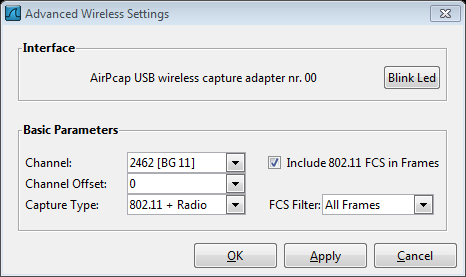 Advanced Wireless Settings
Interface
AirPcap USB wireless capture adapter nr. 00
Blink Led
Basic Parameters
Channel: 2462 [BG 11] Include 802.11 FCS in Frames
Channel Offset: 0
Capture Type: 802.11 + Radio FCS Filter: All Frames
OK Apply Cancel